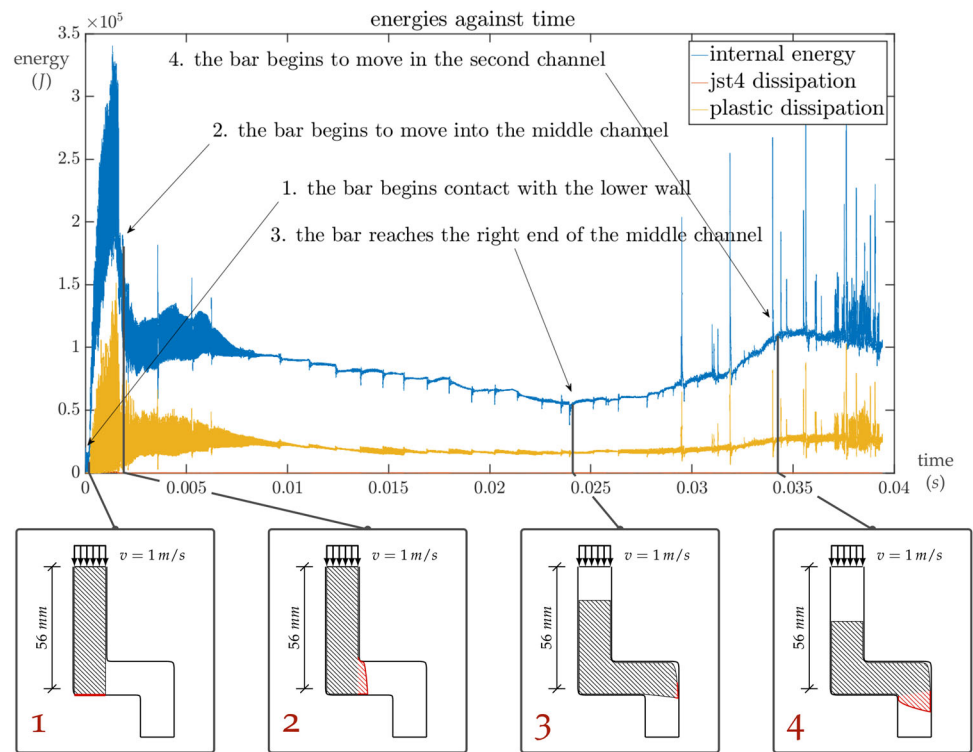 energies against time
×10⁵
energy
(J)
3.5
3
2.5
2
1.5
1
0.5
0
internal energy
jst4 dissipation
plastic dissipation
4. the bar begins to move in the second channel
2. the bar begins to move into the middle channel
1. the bar begins contact with the lower wall
3. the bar reaches the right end of the middle channel
0 0.005 0.01 0.015 0.02 0.025 0.03 0.035 0.04
time
(s)
v = 1 m/s
56 mm
1
v = 1 m/s
56 mm
2
v = 1 m/s
56 mm
3
v = 1 m/s
56 mm
4